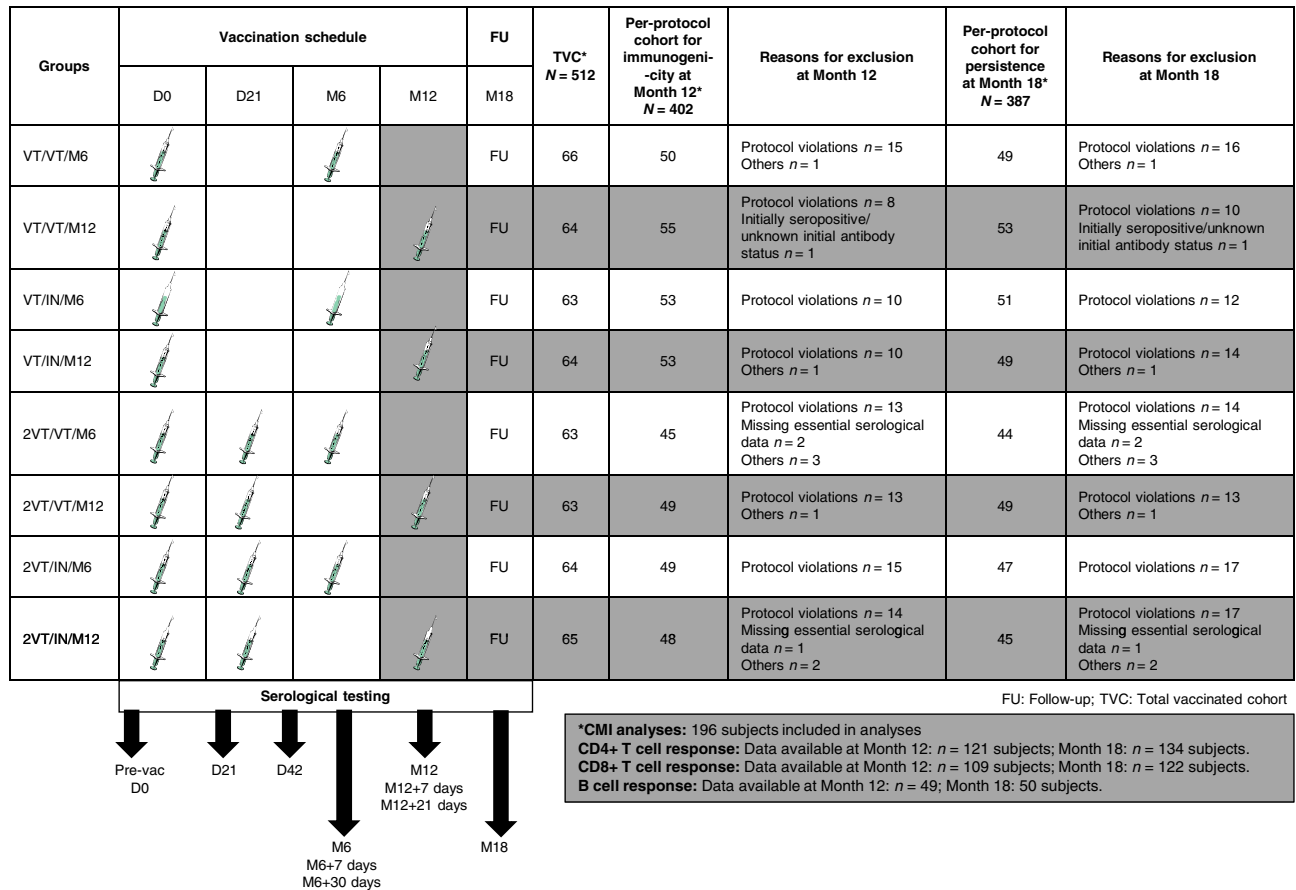 Groups
Vaccination schedule
FU
TVC*
N = 512
Per-protocol
cohort for
immunogeni-
-city at
Month 12*
N = 402
Reasons for exclusion
at Month 12
Per-protocol
cohort for
persistence
at Month 18*
N = 387
Reasons for exclusion
at Month 18
D0
D21
M6
M12
M18
VT/VT/M6
FU
66
50
Protocol violations n = 15
Others n = 1
49
Protocol violations n = 16
Others n = 1
VT/VT/M12
FU
64
55
Protocol violations n = 8
Initially seropositive/
unknown initial antibody
status n = 1
53
Protocol violations n = 10
Initially seropositive/unknown
initial antibody status n = 1
VT/IN/M6
FU
63
53
Protocol violations n = 10
51
Protocol violations n = 12
VT/IN/M12
FU
64
53
Protocol violations n = 10
Others n = 1
49
Protocol violations n = 14
Others n = 1
2VT/VT/M6
FU
63
45
Protocol violations n = 13
Missing essential serological
data n = 2
Others n = 3
44
Protocol violations n = 14
Missing essential serological
data n = 2
Others n = 3
2VT/VT/M12
FU
63
49
Protocol violations n = 13
Others n = 1
49
Protocol violations n = 13
Others n = 1
2VT/IN/M6
FU
64
49
Protocol violations n = 15
47
Protocol violations n = 17
2VT/IN/M12
FU
65
48
Protocol violations n = 14
Missing essential serological
data n = 1
Others n = 2
45
Protocol violations n = 17
Missing essential serological
data n = 1
Others n = 2
Serological testing
FU: Follow-up; TVC: Total vaccinated cohort
*CMI analyses: 196 subjects included in analyses
CD4+ T cell response: Data available at Month 12: n = 121 subjects; Month 18: n = 134 subjects.
CD8+ T cell response: Data available at Month 12: n = 109 subjects; Month 18: n = 122 subjects.
B cell response: Data available at Month 12: n = 49; Month 18: 50 subjects.
Pre-vac
D0
D21
D42
M12
M12+7 days
M12+21 days
M6
M6+7 days
M6+30 days
M18